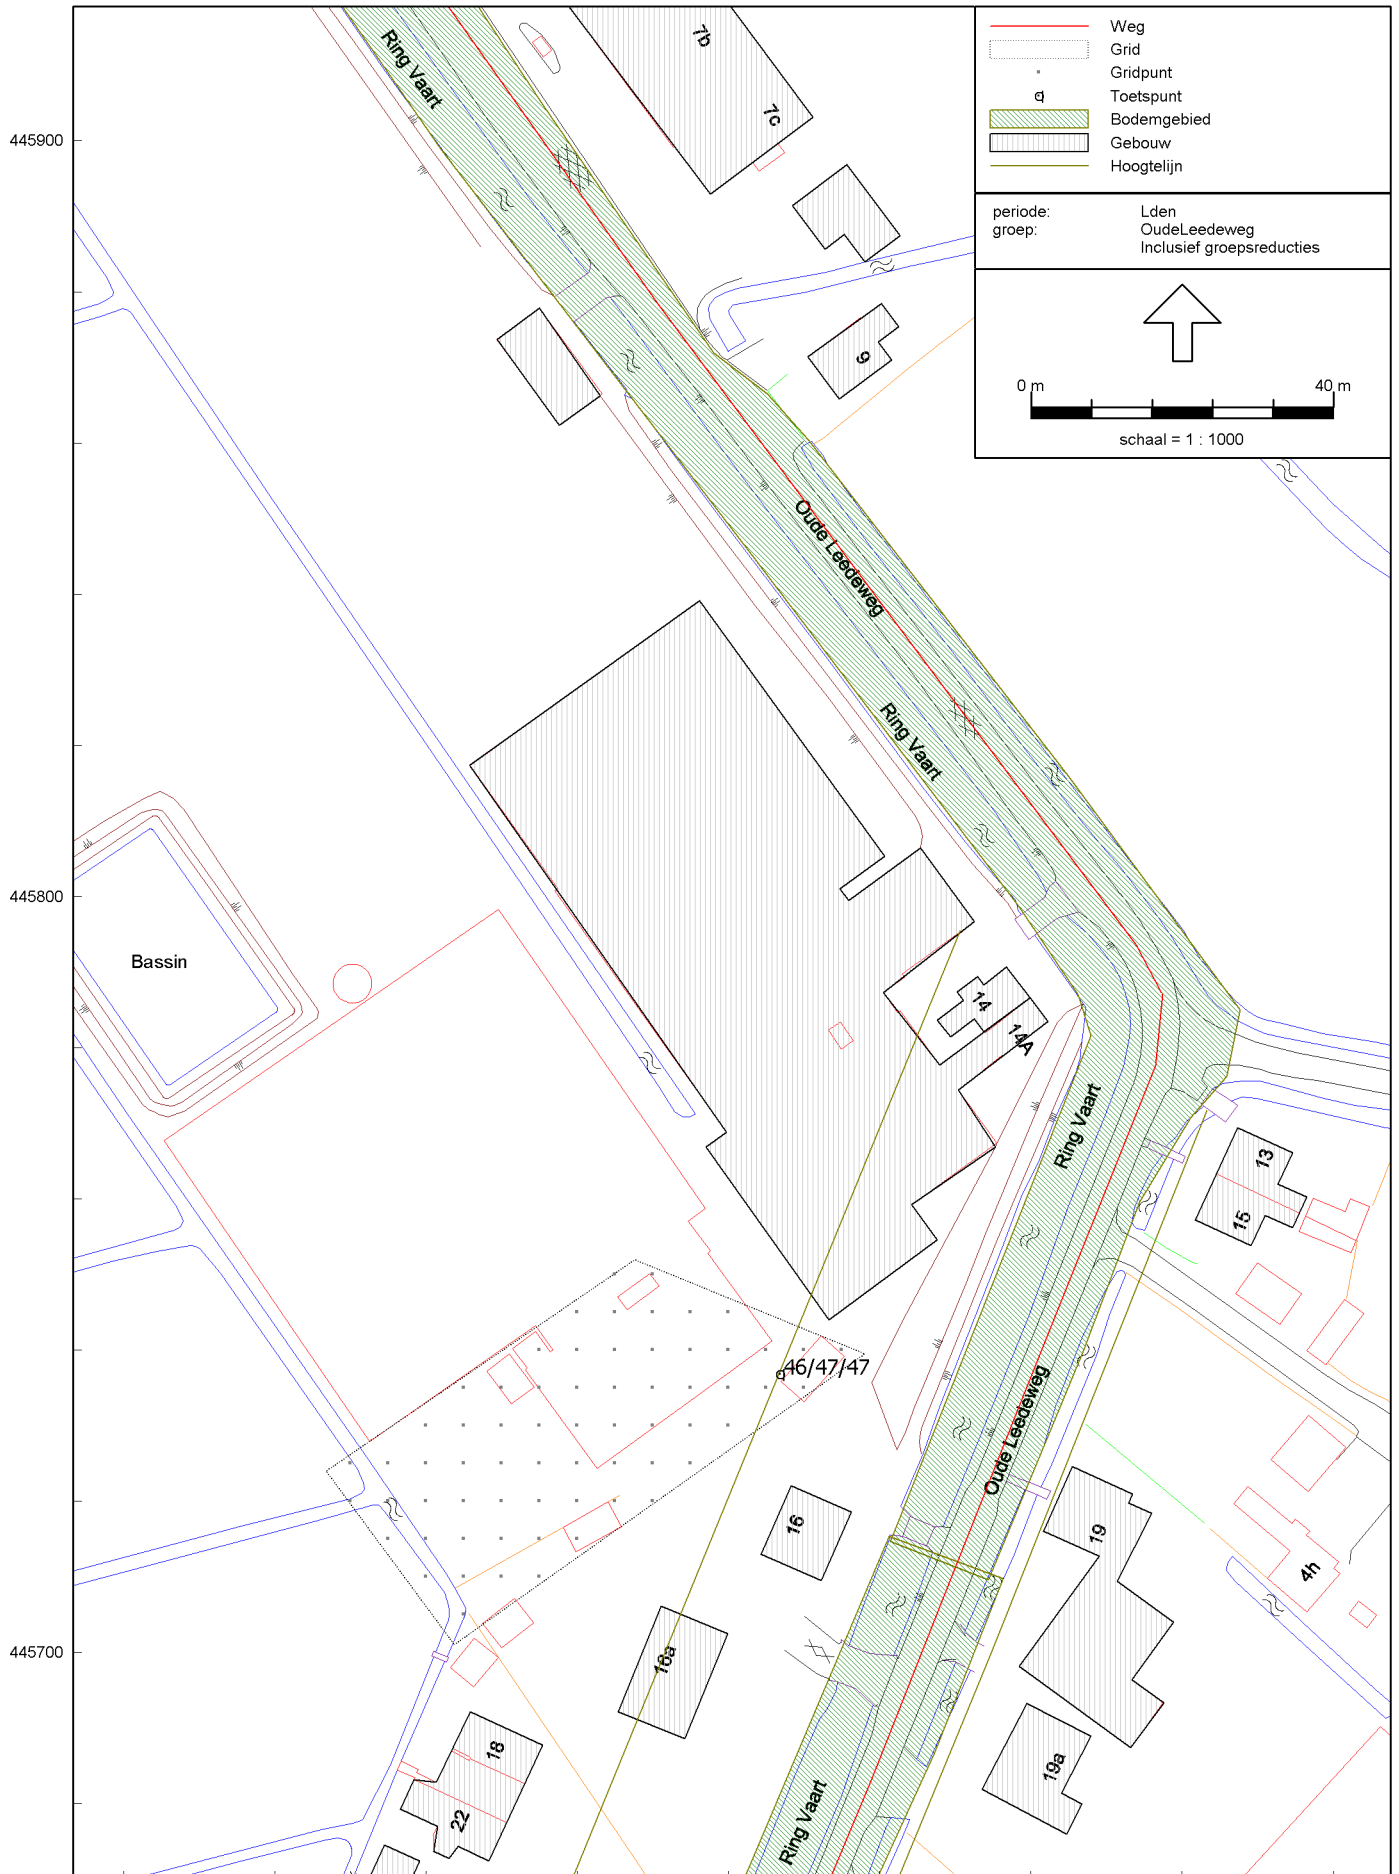 Weg
Grid
Gridpunt
Toetspunt
Bodemgebied
Gebouw
Hoogtelijn
periode: Lden
groep: OudeLeedeweg
Inclusief groepsreducties
0 m 40 m
schaal = 1 : 1000
Ring Vaart
7b
7c
445900
9
Oude Leedeweg
Ring Vaart
445800
Bassin
14
14A
Ring Vaart
13
15
46/47/47
Oude Leedeweg
16
19
4h
445700
18a
19a
18
22
Ring Vaart